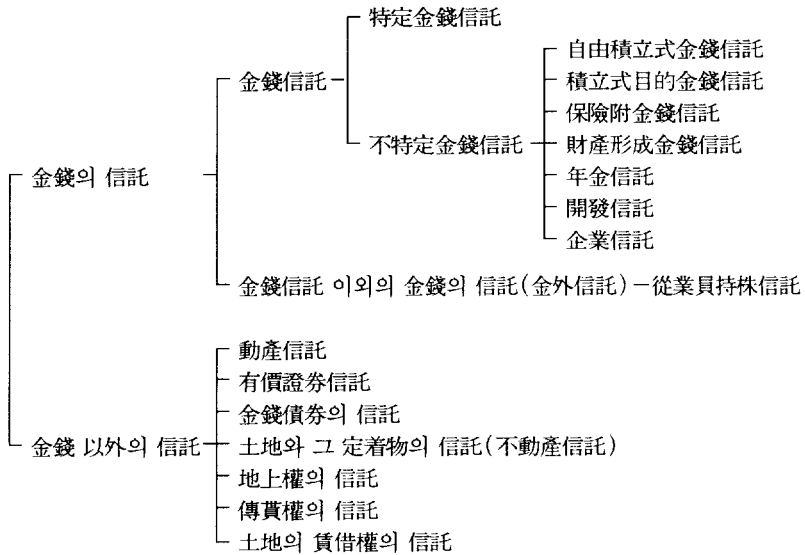 特定金錢信託
自由積立式金錢信託
金錢信託
積立式目的金錢信託
保險附金錢信託
不特定金錢信託
財産形成金錢信託
金錢의 信託
年金信託
開發信託
企業信託
金錢信託 이외의 金錢의 信託(金外信託)-從業員持株信託
動産信託
有價證券信託
金錢債券의 信託
金錢 以外의 信託
土地와 그 定着物의 信託(不動産信託)
地上權의 信託
傳貰權의 信託
土地의 賃借權의 信託